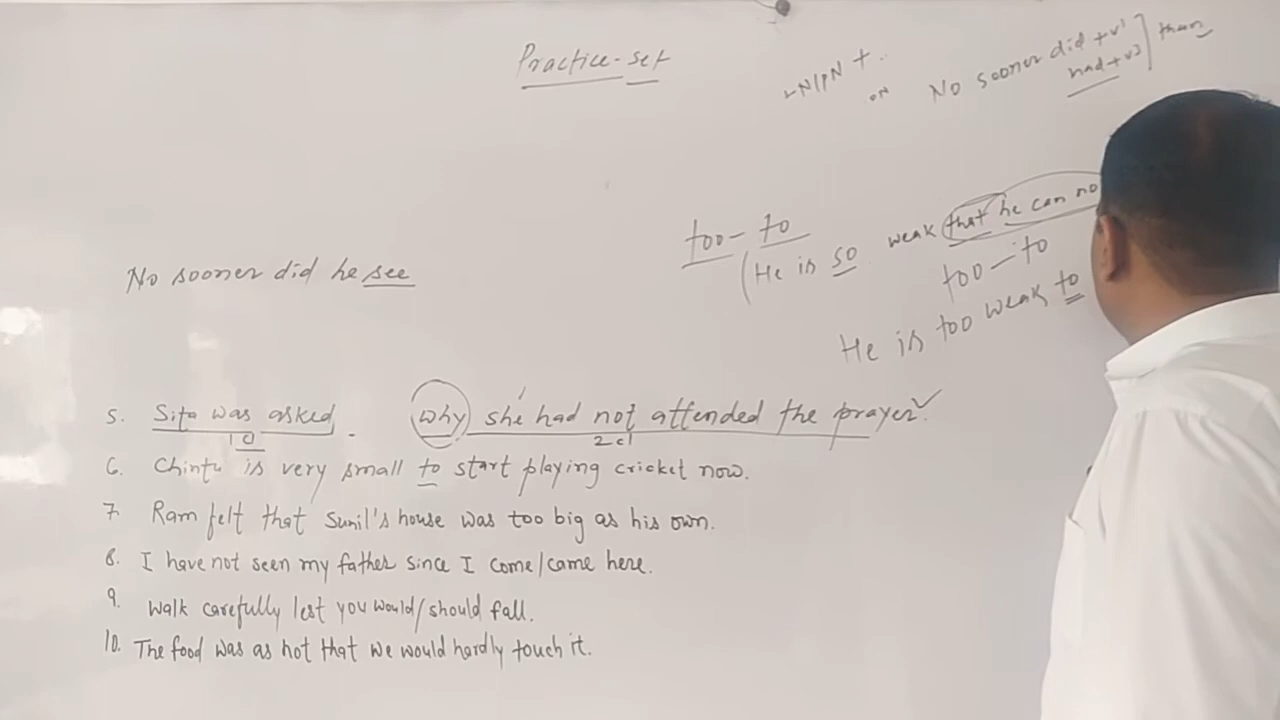 Practice-set
N/PN +
on
No sooner did + v¹
had + v³
than
too - to
(He is so weak that he can no
too - to
He is too weak to
No sooner did he see
5. Sita was asked. why she had not attended the prayer.
2 cl
6. Chintu is very small to start playing cricket now.
7. Ram felt that Sunil's house was too big as his own.
8. I have not seen my father since I come/came here.
9. Walk carefully lest you would/should fall.
10. The food was as hot that we would hardly touch it.